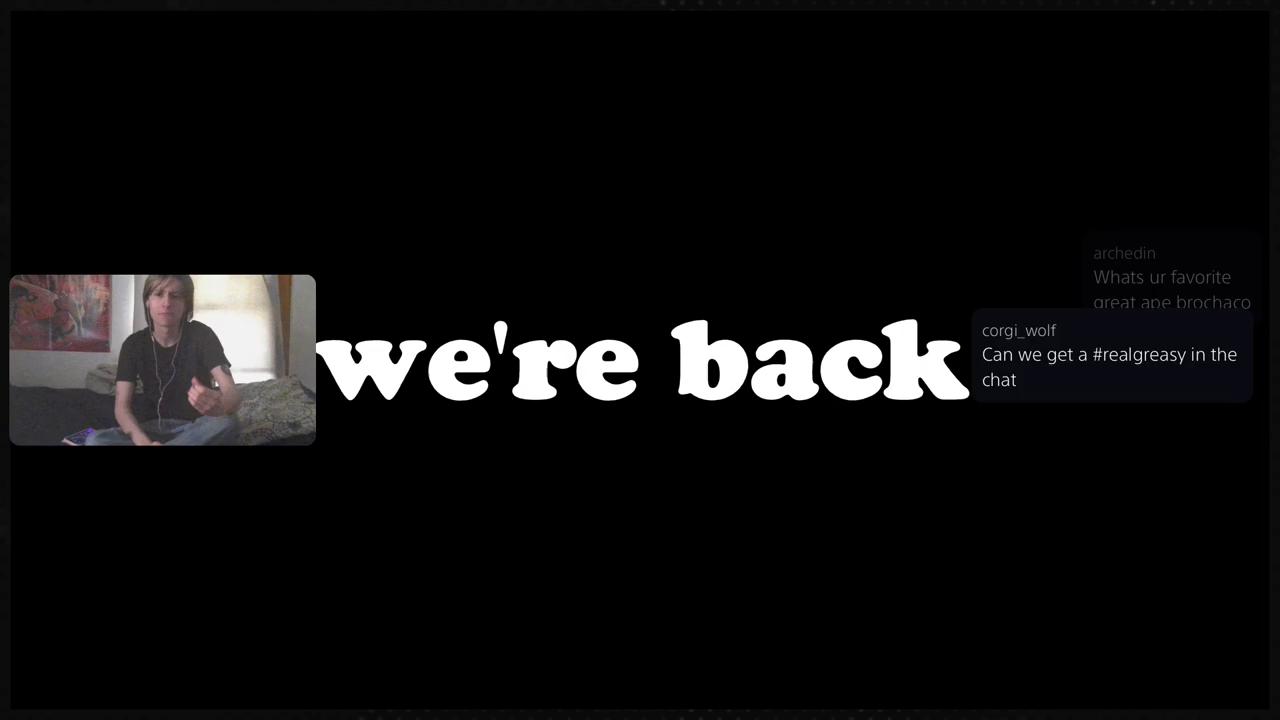 we're back
archedin
Whats ur favorite
great ape brochaco
corgi_wolf
Can we get a #realgreasy in the
chat